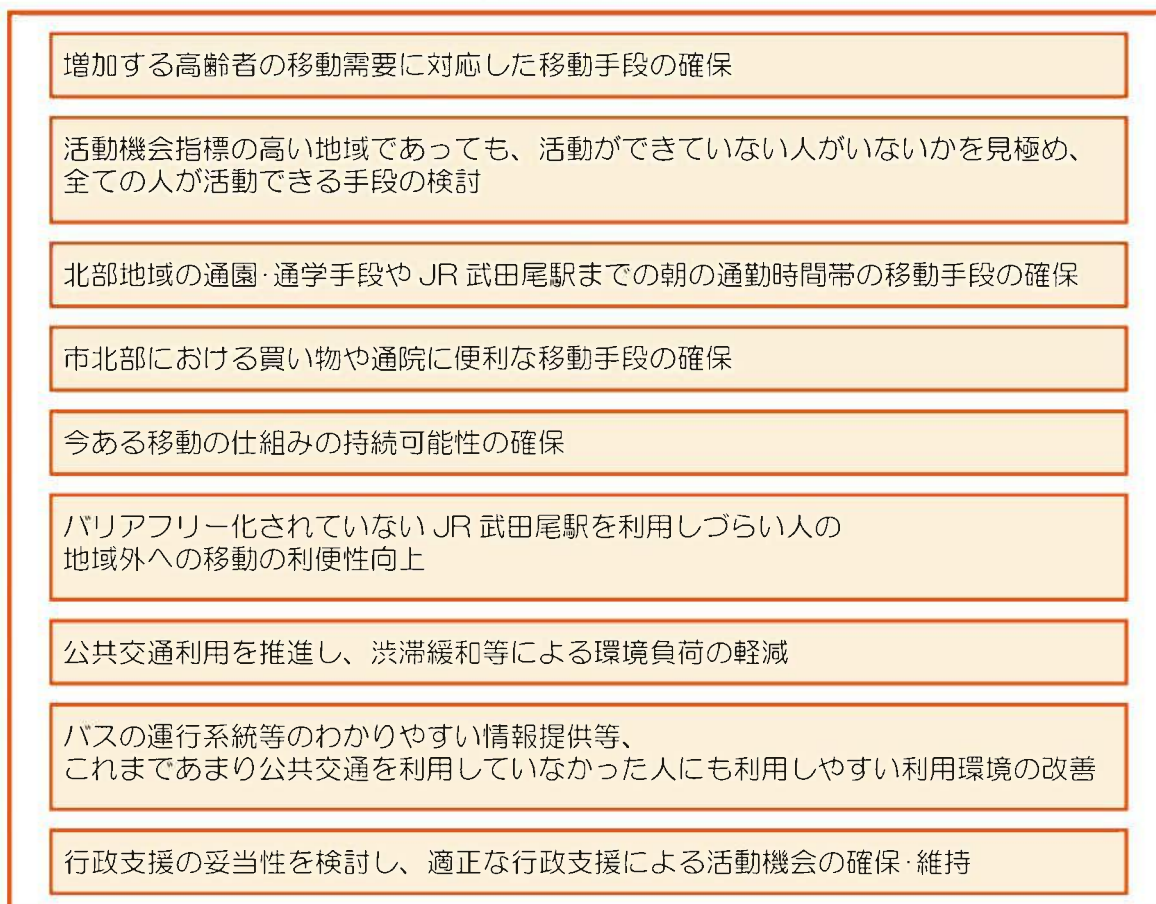 増加する高齢者の移動需要に対応した移動手段の確保
活動機会指標の高い地域であっても、活動ができていない人がいないかを見極め、
全ての人が活動できる手段の検討
北部地域の通園·通学手段や JR 武田尾駅までの朝の通勤時間帯の移動手段の確保
市北部における買い物や通院に便利な移動手段の確保
今ある移動の仕組みの持続可能性の確保
バリアフリー化されていない JR 武田尾駅を利用しづらい人の
地域外への移動の利便性向上
公共交通利用を推進し、渋滞緩和等による環境負荷の軽減
バスの運行系統等のわかりやすい情報提供等、
これまであまり公共交通を利用していなかった人にも利用しやすい利用環境の改善
行政支援の妥当性を検討し、適正な行政支援による活動機会の確保·維持